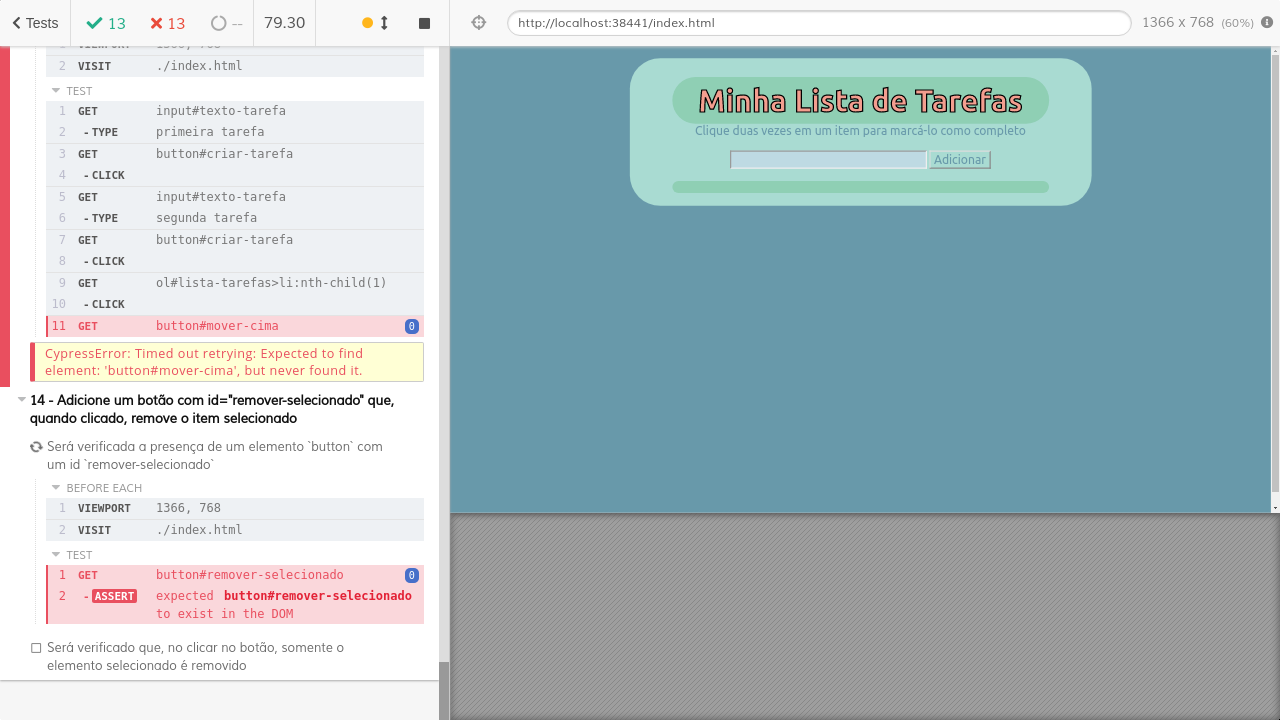 Tests
13
13
--
79.30
http://localhost:38441/index.html
1366 x 768 (60%)
1 VIEWPORT 1366, 768
2 VISIT ./index.html
TEST
1 GET input#texto-tarefa
2 - TYPE primeira tarefa
3 GET button#criar-tarefa
4 - CLICK
5 GET input#texto-tarefa
6 - TYPE segunda tarefa
7 GET button#criar-tarefa
8 - CLICK
9 GET ol#lista-tarefas>li:nth-child(1)
10 - CLICK
11 GET button#mover-cima 0
CypressError: Timed out retrying: Expected to find
element: 'button#mover-cima', but never found it.
14 - Adicione um botão com id="remover-selecionado" que,
quando clicado, remove o item selecionado
Será verificada a presença de um elemento `button` com
um id `remover-selecionado`
BEFORE EACH
1 VIEWPORT 1366, 768
2 VISIT ./index.html
TEST
1 GET button#remover-selecionado 0
2 - ASSERT expected button#remover-selecionado
to exist in the DOM
Será verificado que, no clicar no botão, somente o
elemento selecionado é removido
Minha Lista de Tarefas
Clique duas vezes em um item para marcá-lo como completo
Adicionar